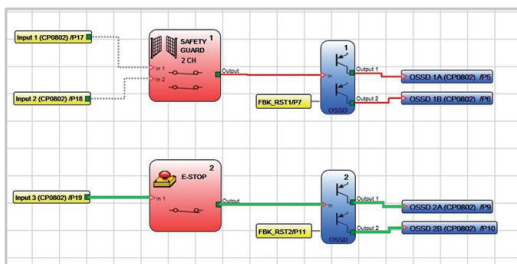 Input 1 (CP0802) /P17
Input 2 (CP0802) /P18
SAFETY 1
GUARD
2 CH
In 1
In 2
Output
1
In
Output 1
Output 2
OSSD
FBK_RST1/P7
OSSD 1A (CP0802) /P5
OSSD 1B (CP0802) /P6
Input 3 (CP0802) /P19
2
E-STOP
In 1
Output
2
In
Output 1
Output 2
OSSD
FBK_RST2/P11
OSSD 2A (CP0802) /P9
OSSD 2B (CP0802) /P10